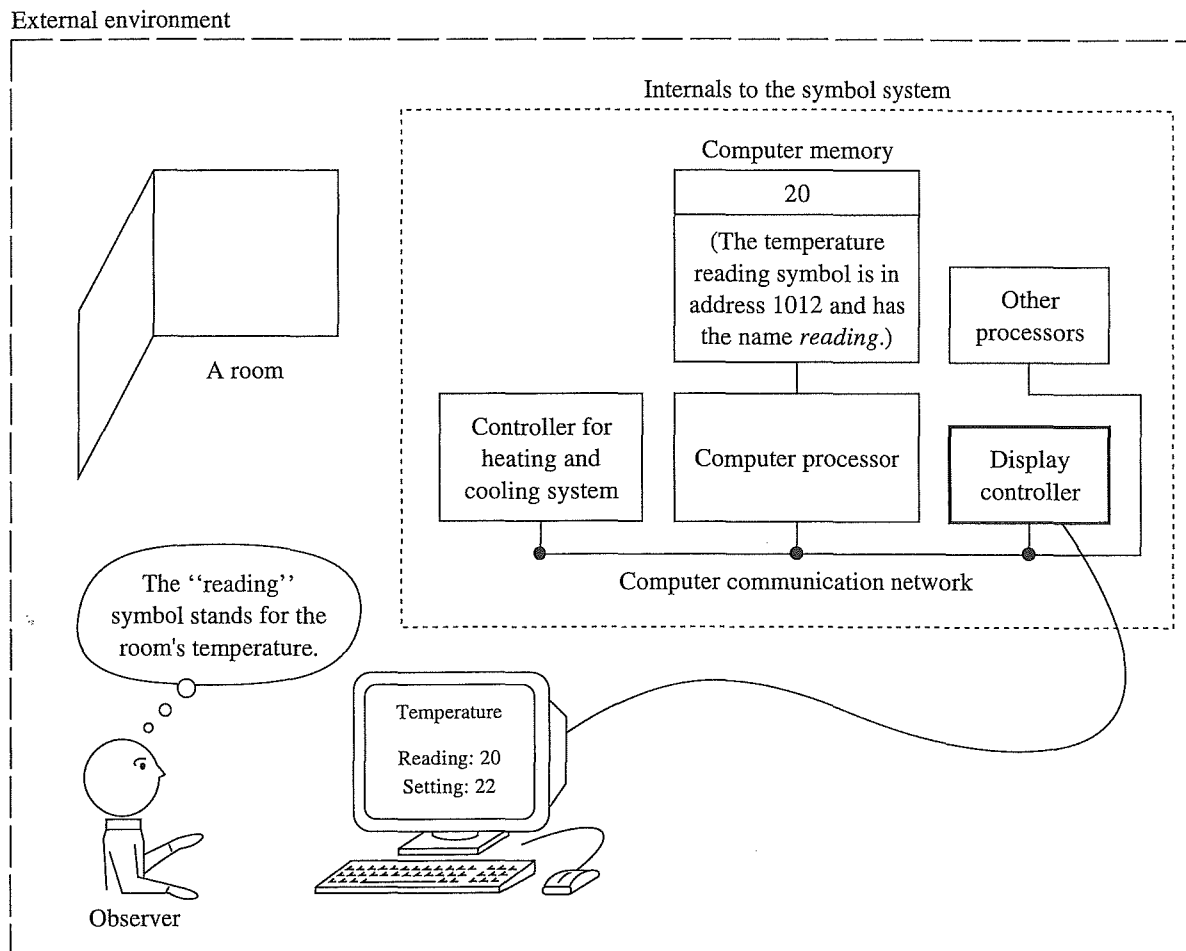 External environment
Internals to the symbol system
Computer memory
20
(The temperature
reading symbol is in
address 1012 and has
the name reading.)
Other
processors
A room
Controller for
heating and
cooling system
Computer processor
Display
controller
Computer communication network
The ‘‘reading’’
symbol stands for the
room's temperature.
Temperature
Reading: 20
Setting: 22
Observer